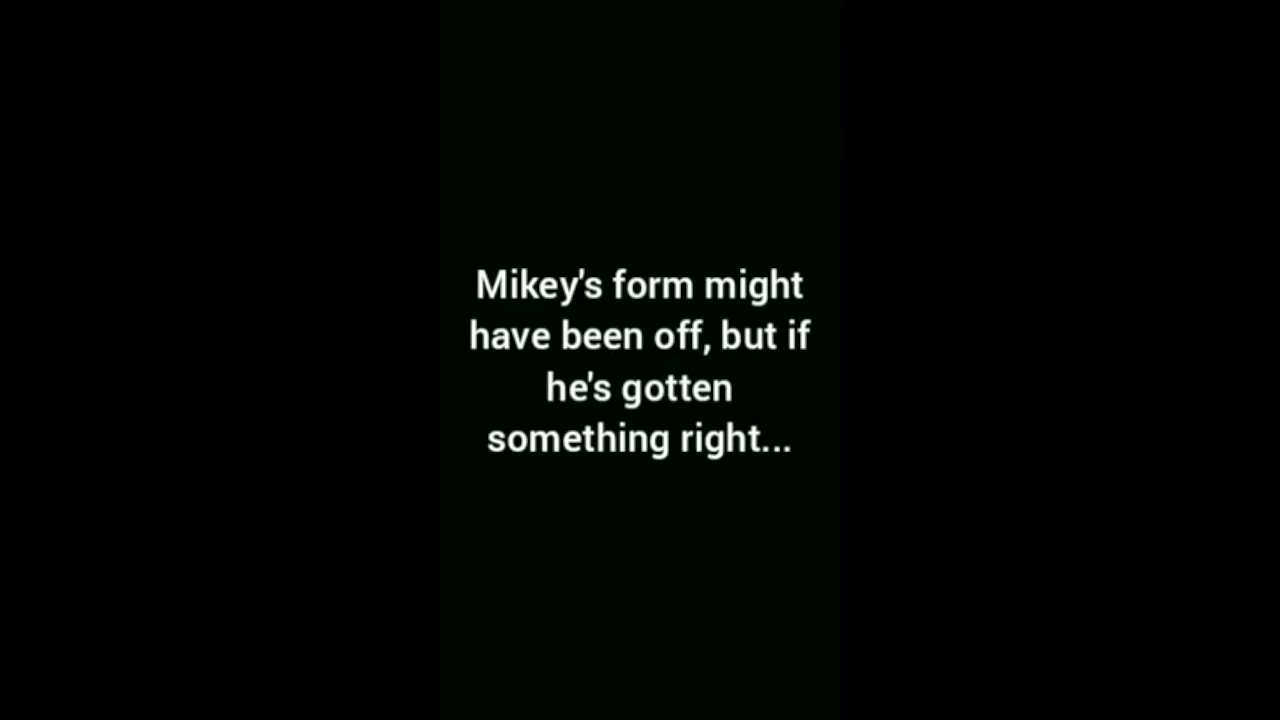 Mikey's form might
have been off, but if
he's gotten
something right...